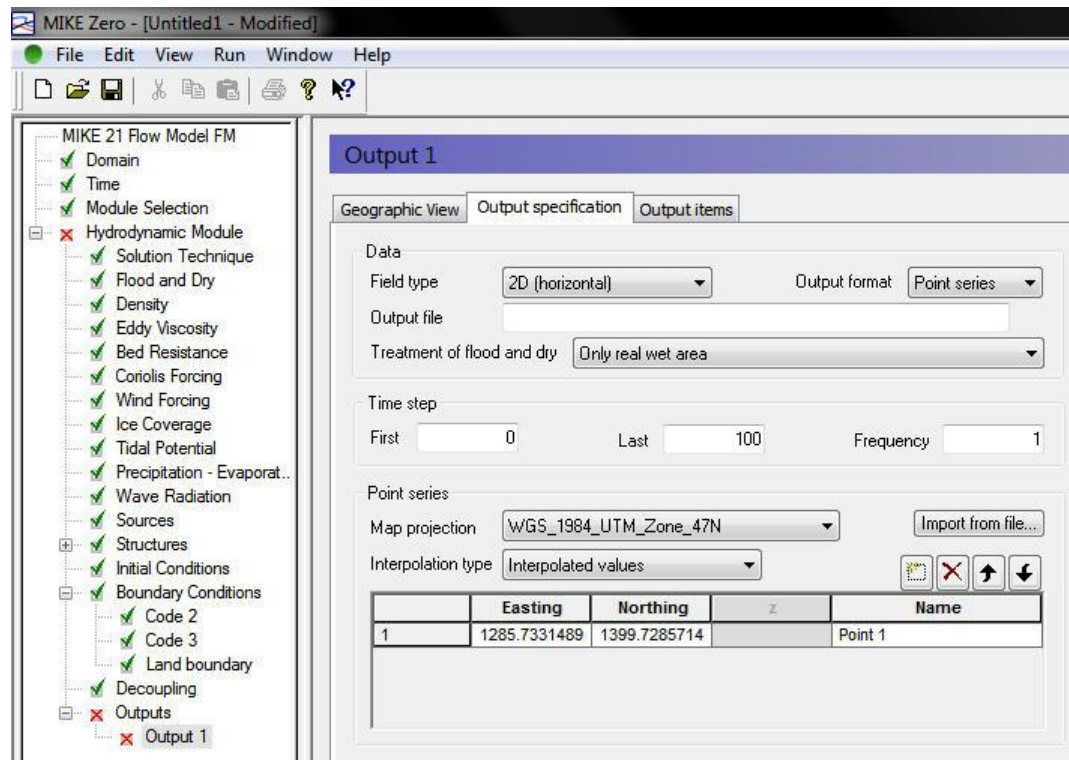 MIKE Zero - [Untitled1 - Modified]
File Edit View Run Window Help
MIKE 21 Flow Model FM
Domain
Time
Module Selection
Hydrodynamic Module
Solution Technique
Flood and Dry
Density
Eddy Viscosity
Bed Resistance
Coriolis Forcing
Wind Forcing
Ice Coverage
Tidal Potential
Precipitation - Evaporat..
Wave Radiation
Sources
Structures
Initial Conditions
Boundary Conditions
Code 2
Code 3
Land boundary
Decoupling
Outputs
Output 1
Output 1
Geographic View Output specification Output items
Data
Field type 2D (horizontal) Output format Point series
Output file
Treatment of flood and dry Only real wet area
Time step
First 0 Last 100 Frequency 1
Point series
Map projection WGS_1984_UTM_Zone_47N Import from file...
Interpolation type Interpolated values
Easting Northing z Name
1 1285.7331489 1399.7285714 Point 1